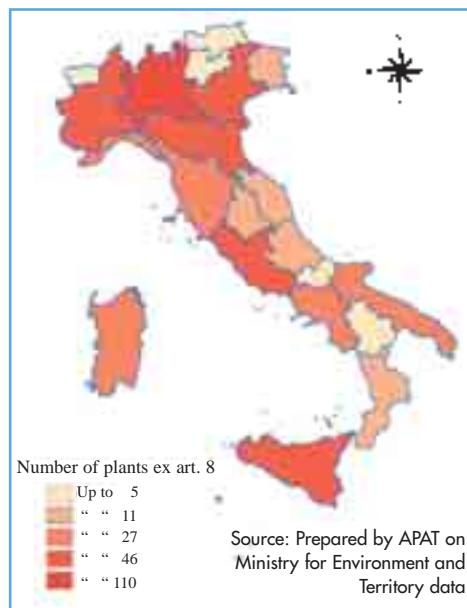 Number of plants ex art. 8
Up to 5
“ “ 11
“ “ 27
“ “ 46
“ “ 110
Source: Prepared by APAT on
Ministry for Environment and
Territory data